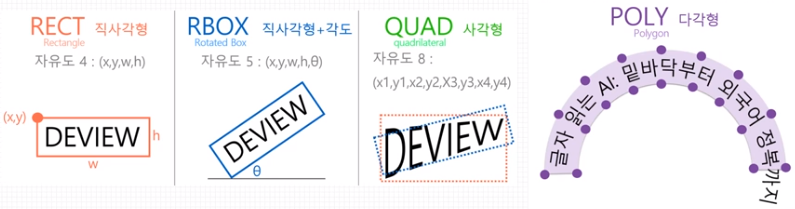 RECT 직사각형
Rectangle
자유도 4 : (x,y,w,h)
(x,y)
DEVIEW
h
w
RBOX 직사각형+각도
Rotated Box
자유도 5 : (x,y,w,h,θ)
DEVIEW
θ
QUAD 사각형
quadrilateral
자유도 8 :
(x1,y1,x2,y2,X3,y3,x4,y4)
DEVIEW
POLY 다각형
Polygon
글자 읽는 AI: 밑바닥부터 외국어 정복까지